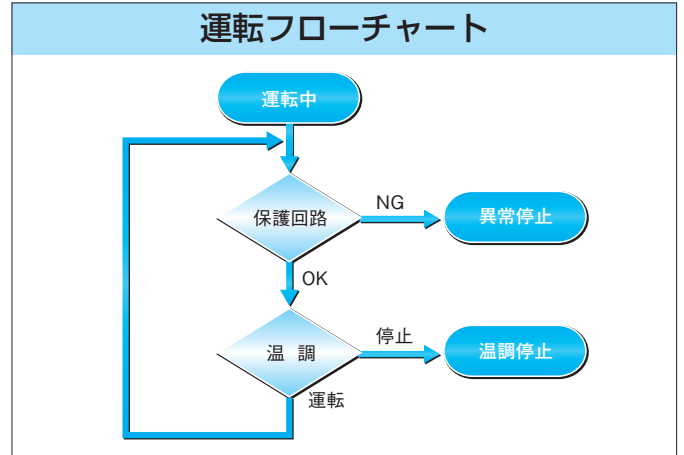 運転フローチャート
運転中
保護回路
NG
異常停止
OK
温 調
停止
温調停止
運転